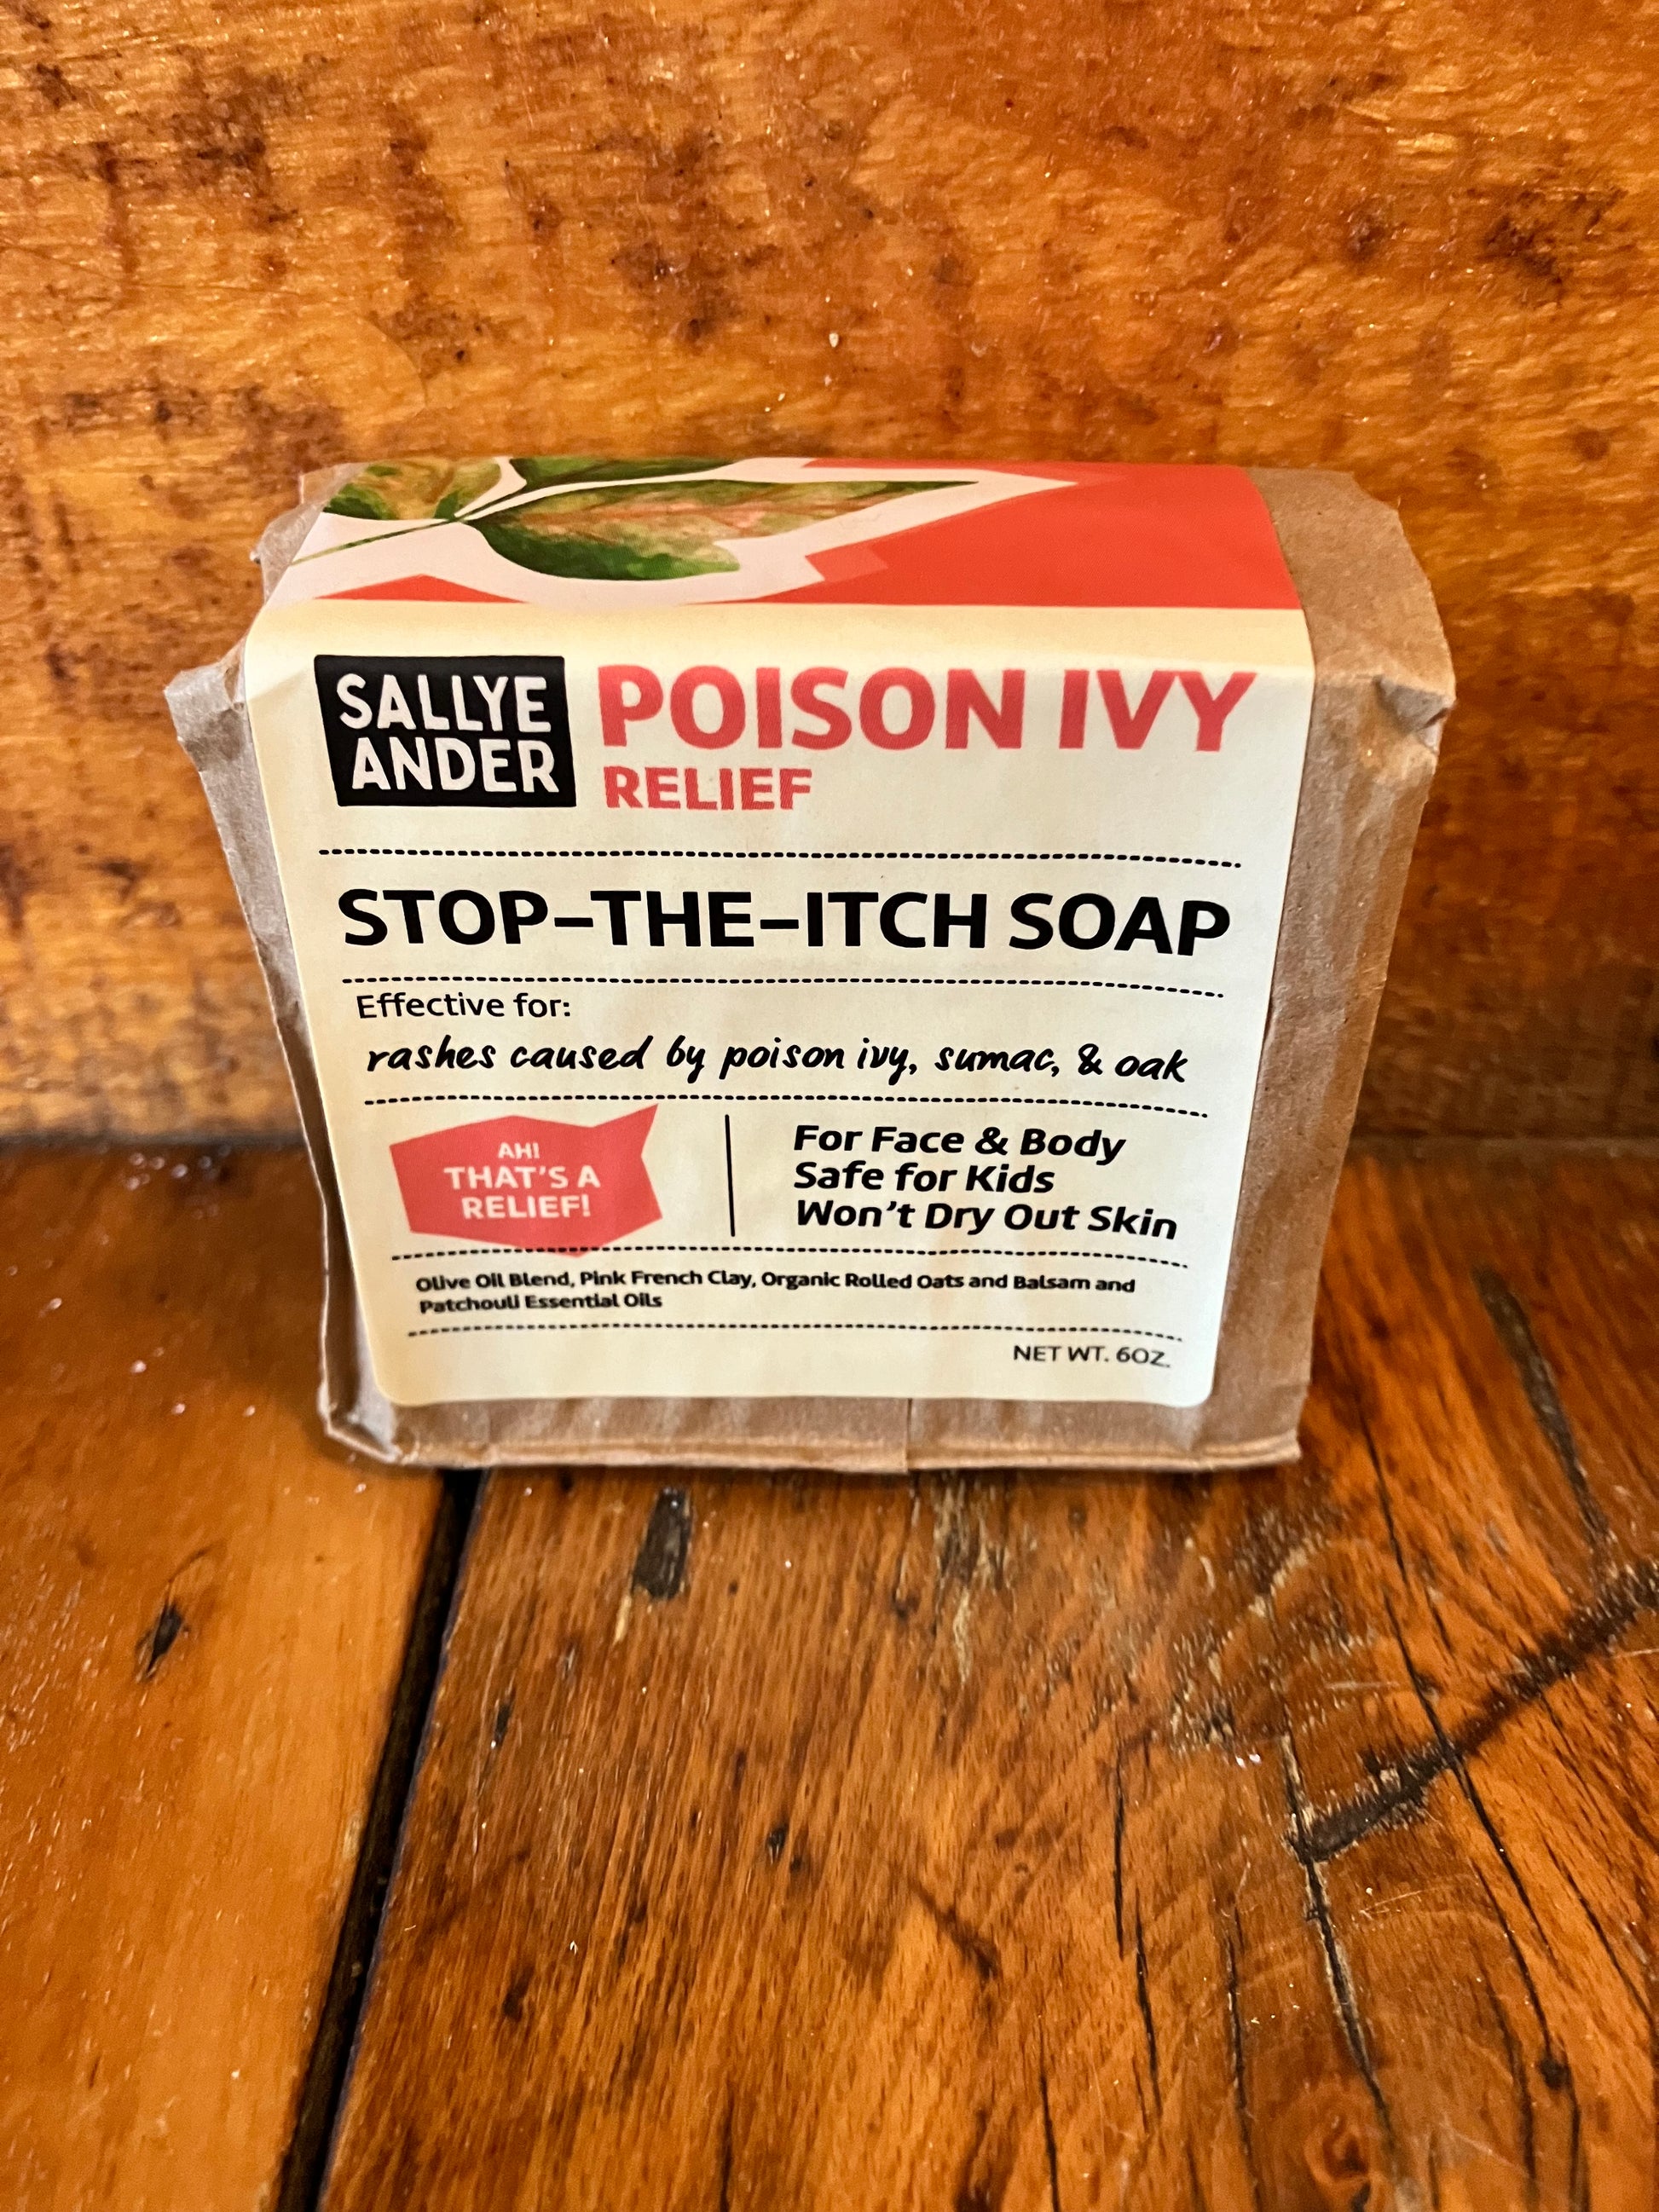 SALLYE
ANDER
POISON IVY
RELIEF
STOP–THE–ITCH SOAP
Effective for:
rashes caused by poison ivy, sumac, & oak
AH!
THAT'S A
RELIEF!
For Face & Body
Safe for Kids
Won't Dry Out Skin
Olive Oil Blend, Pink French Clay, Organic Rolled Oats and Balsam and
Patchouli Essential Oils
NET WT. 6OZ.